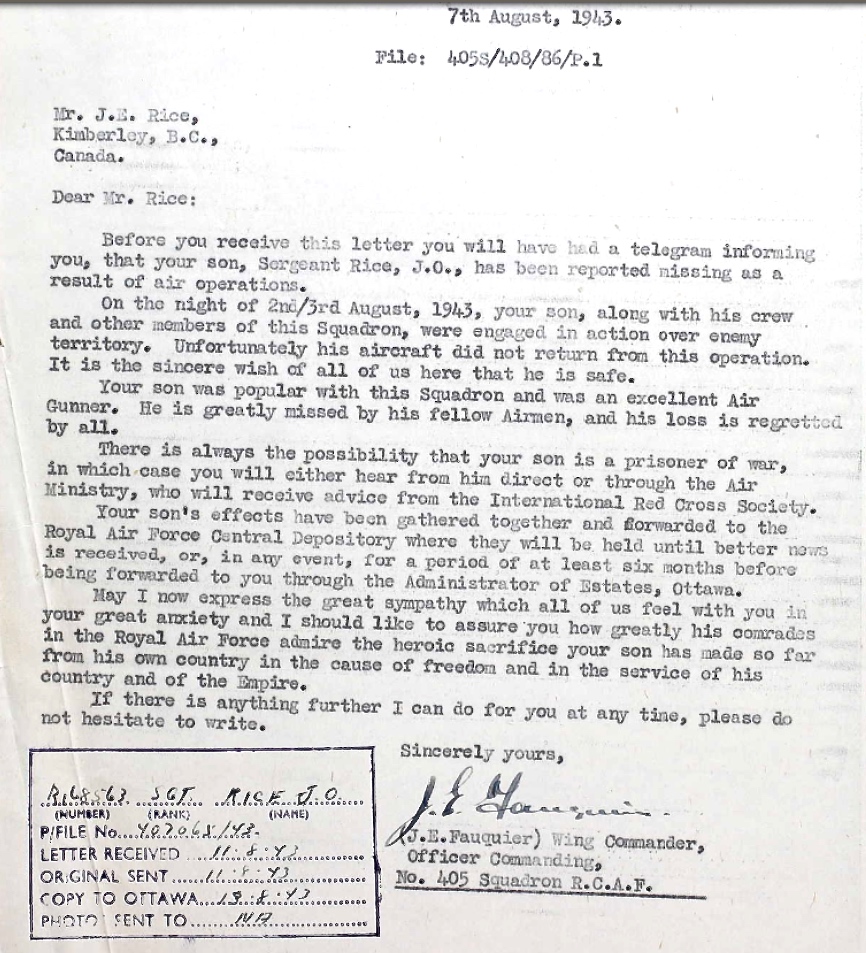 7th August, 1943.
File: 405S/408/86/P.1
Mr. J.E. Rice,
Kimberley, B.C.,
Canada.
Dear Mr. Rice:
Before you receive this letter you will have had a telegram informing
you, that your son, Sergeant Rice, J.O., has been reported missing as a
result of air operations.
On the night of 2nd/3rd August, 1943, your son, along with his crew
and other members of this Squadron, were engaged in action over enemy
territory. Unfortunately his aircraft did not return from this operation.
It is the sincere wish of all of us here that he is safe.
Your son was popular with this Squadron and was an excellent Air
Gunner. He is greatly missed by his fellow Airmen, and his loss is regretted
by all.
There is always the possibility that your son is a prisoner of war,
in which case you will either hear from him direct or through the Air
Ministry, who will receive advice from the International Red Cross Society.
Your son's effects have been gathered together and forwarded to the
Royal Air Force Central Depository where they will be held until better news
is received, or, in any event, for a period of at least six months before
being forwarded to you through the Administrator of Estates, Ottawa.
May I now express the great sympathy which all of us feel with you in
your great anxiety and I should like to assure you how greatly his comrades
in the Royal Air Force admire the heroic sacrifice your son has made so far
from his own country in the cause of freedom and in the service of his
country and of the Empire.
If there is anything further I can do for you at any time, please do
not hesitate to write.
Sincerely yours,
J.E. Fauquier
(J.E.Fauquier) Wing Commander,
Officer Commanding,
No. 405 Squadron R.C.A.F.
R168563 SGT. RICE J.O.
(NUMBER) (RANK) (NAME)
P/FILE No.
LETTER RECEIVED 11.8.43
ORIGINAL SENT 11.8.43
COPY TO OTTAWA 13.8.43
PHOTO SENT TO NA